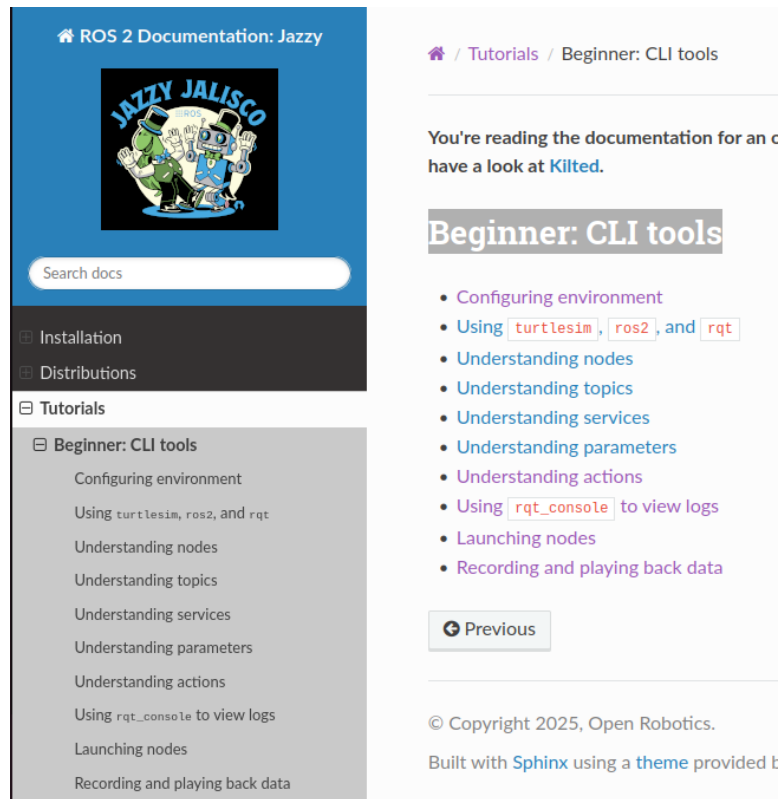 ROS 2 Documentation: Jazzy
JAZZY JALISCO
ROS
Search docs
Installation
Distributions
Tutorials
Beginner: CLI tools
Configuring environment
Using turtlesim, ros2, and rqt
Understanding nodes
Understanding topics
Understanding services
Understanding parameters
Understanding actions
Using rqt_console to view logs
Launching nodes
Recording and playing back data
/ Tutorials / Beginner: CLI tools
You're reading the documentation for an
have a look at Kilted.
Beginner: CLI tools
• Configuring environment
• Using turtlesim, ros2, and rqt
• Understanding nodes
• Understanding topics
• Understanding services
• Understanding parameters
• Understanding actions
• Using rqt_console to view logs
• Launching nodes
• Recording and playing back data
Previous
© Copyright 2025, Open Robotics.
Built with Sphinx using a theme provided